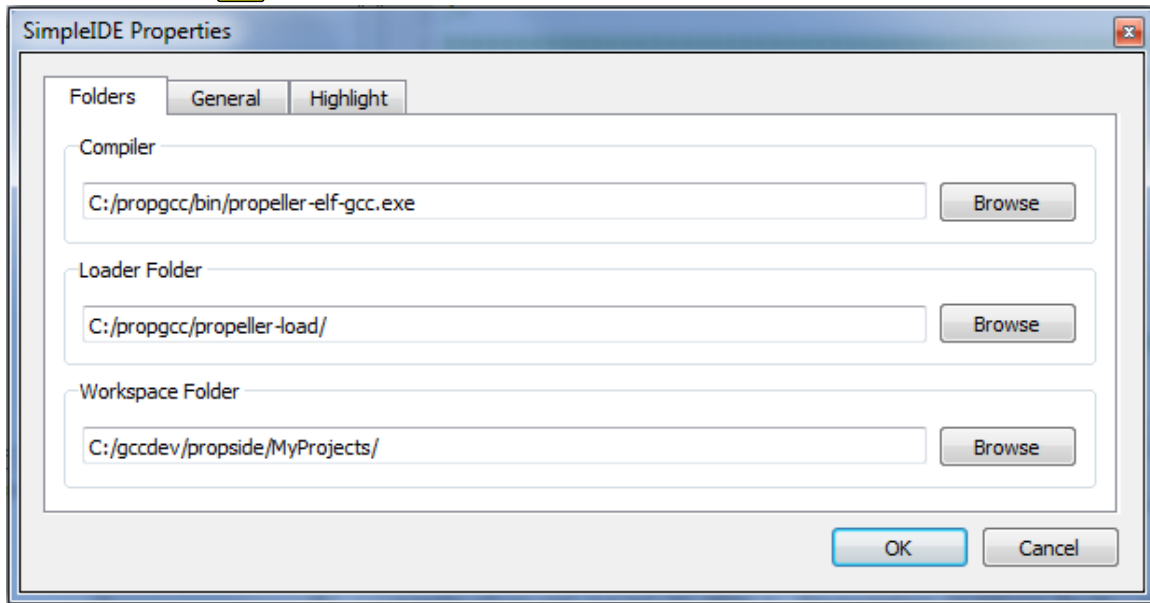 SimpleIDE Properties
Folders General Highlight
Compiler
C:/propgcc/bin/propeller-elf-gcc.exe Browse
Loader Folder
C:/propgcc/propeller-load/ Browse
Workspace Folder
C:/gccdev/propside/MyProjects/ Browse
OK Cancel